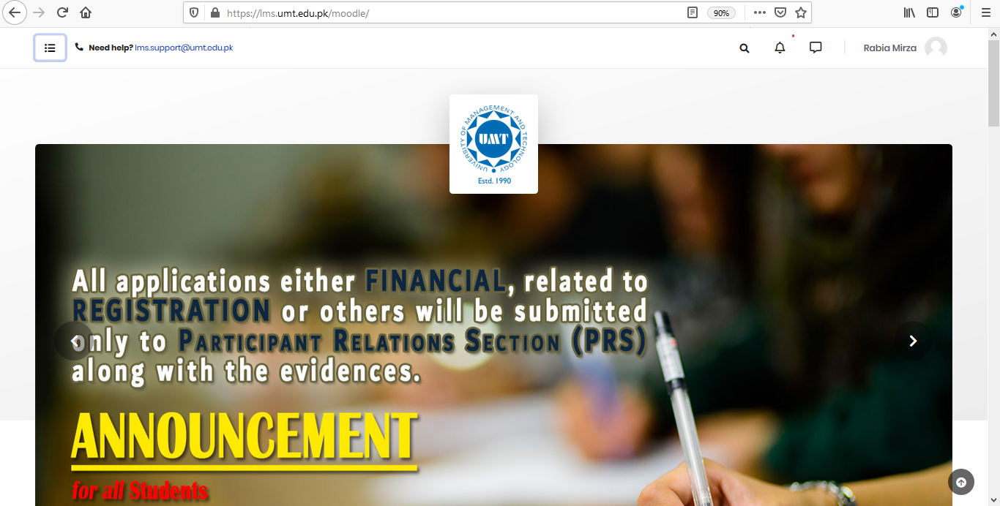 https://lms.umt.edu.pk/moodle/
90%
Need help? lms.support@umt.edu.pk
Rabia Mirza
UNIVERSITY OF MANAGEMENT AND TECHNOLOGY
UMT
Estd. 1990
All applications either FINANCIAL, related to
REGISTRATION or others will be submitted
only to PARTICIPANT RELATIONS SECTION (PRS)
along with the evidences.
ANNOUNCEMENT
for all Students